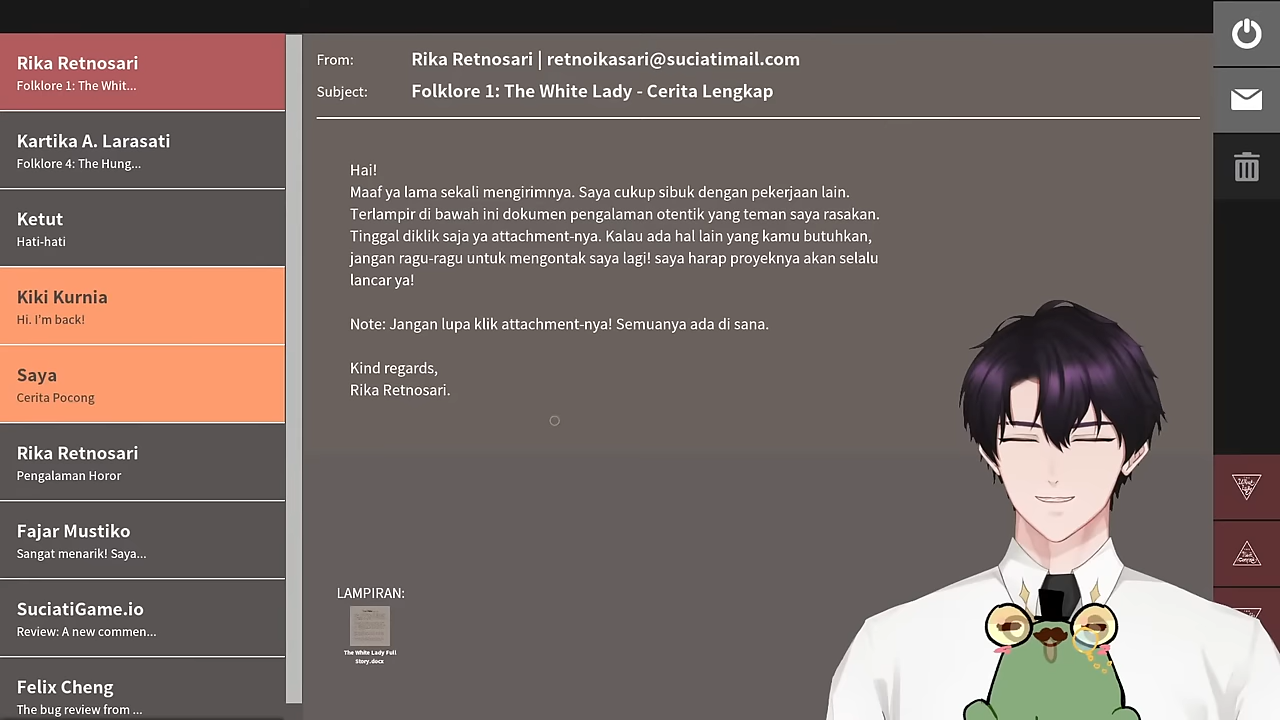 Rika Retnosari
Folklore 1: The Whit...
Kartika A. Larasati
Folklore 4: The Hung...
Ketut
Hati-hati
Kiki Kurnia
Hi. I'm back!
Saya
Cerita Pocong
Rika Retnosari
Pengalaman Horor
Fajar Mustiko
Sangat menarik! Saya...
SuciatiGame.io
Review: A new commen...
Felix Cheng
The bug review from ...
From: Rika Retnosari | retnoikasari@suciatimail.com
Subject: Folklore 1: The White Lady - Cerita Lengkap
Hai!
Maaf ya lama sekali mengirimnya. Saya cukup sibuk dengan pekerjaan lain.
Terlampir di bawah ini dokumen pengalaman otentik yang teman saya rasakan.
Tinggal diklik saja ya attachment-nya. Kalau ada hal lain yang kamu butuhkan,
jangan ragu-ragu untuk mengontak saya lagi! saya harap proyeknya akan selalu
lancar ya!
Note: Jangan lupa klik attachment-nya! Semuanya ada di sana.
Kind regards,
Rika Retnosari.
LAMPIRAN:
The White Lady Full
Story.docx